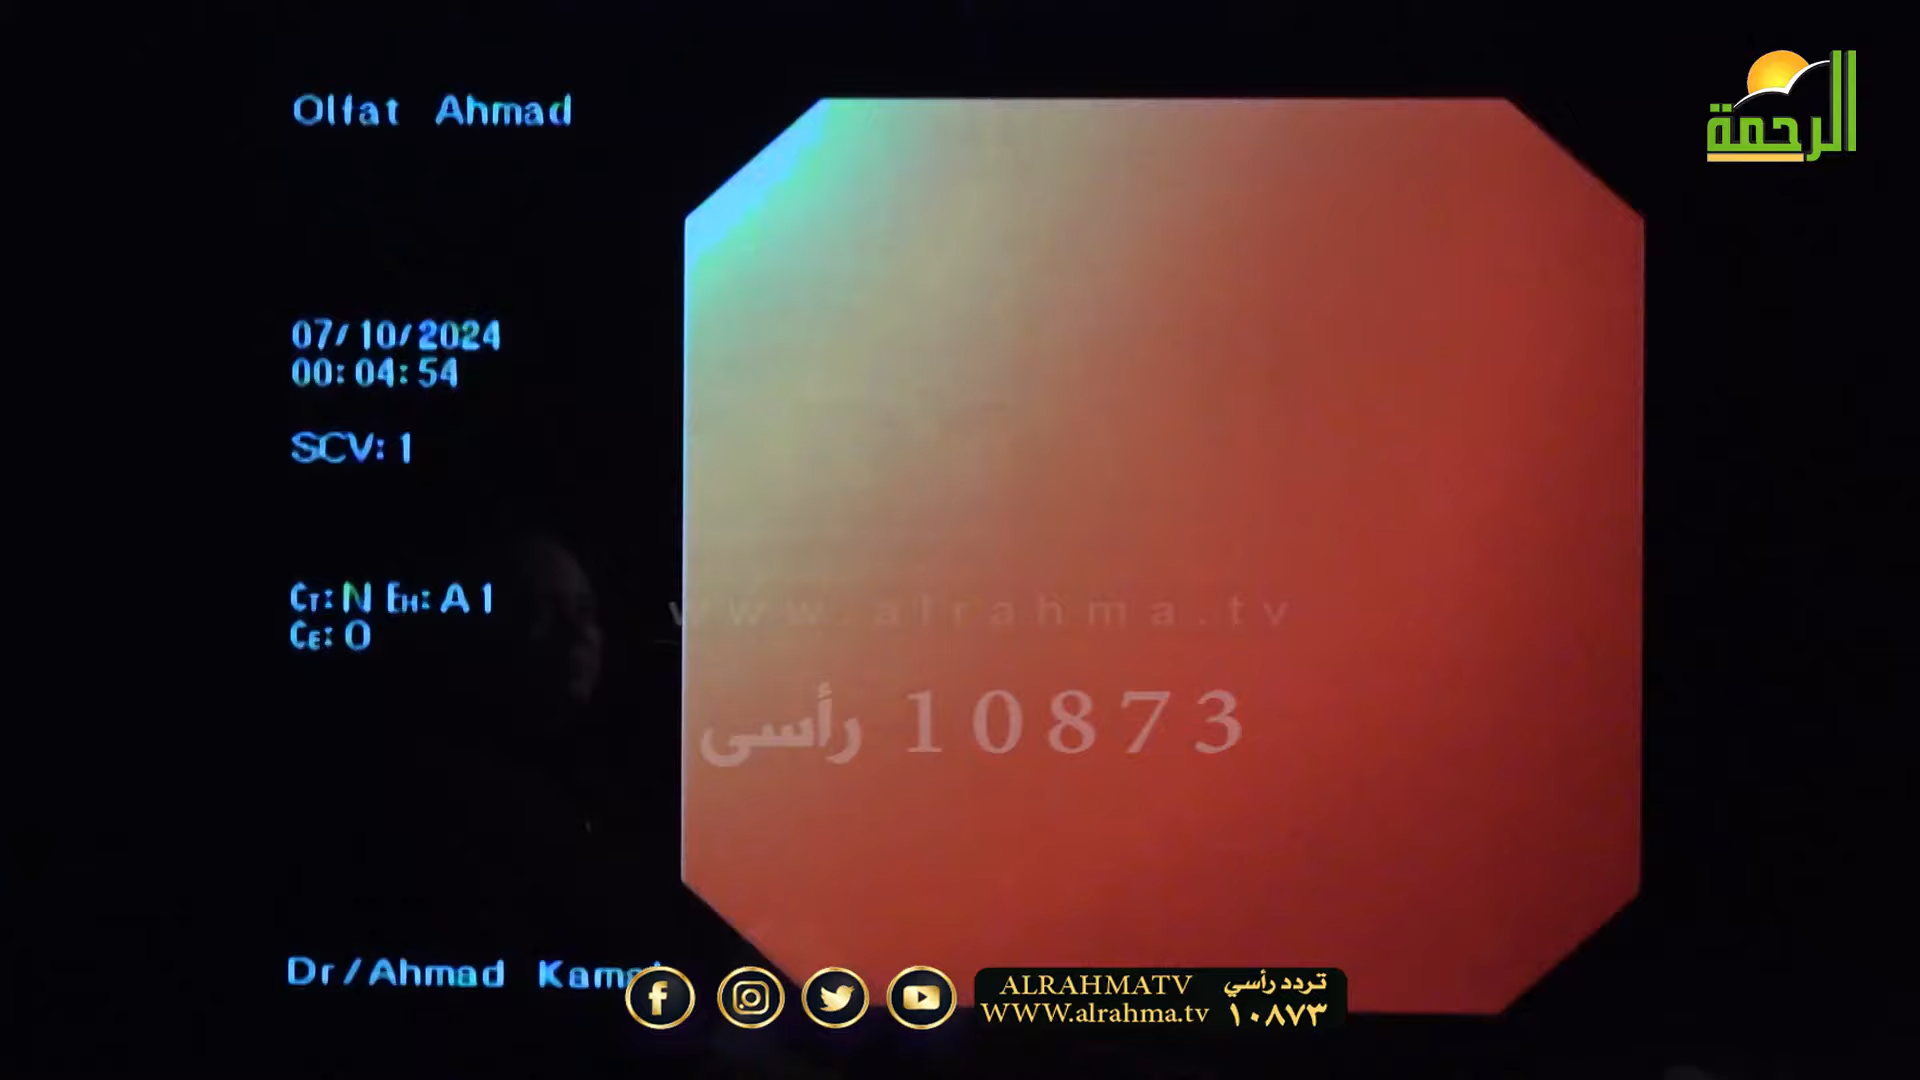 Olfat Ahmad
الرحمة
07/10/2024
00:04:54
SCV: 1
CT: N EH: A1
CE: 0
www.alrahma.tv
10873 رأسى
Dr/Ahmad
ALRAHMATV تردد رأسي
WWW.alrahma.tv ١٠٨٧٣